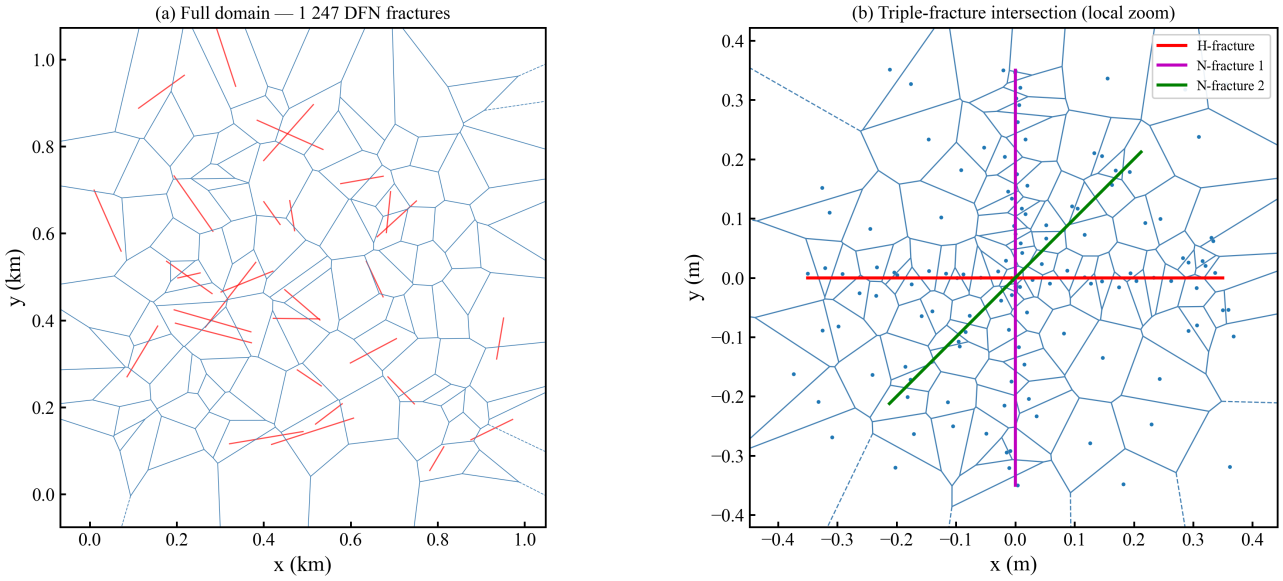 (a) Full domain — 1 247 DFN fractures
1.0
0.8
0.6
0.4
0.2
0.0
y (km)
0.0 0.2 0.4 0.6 0.8 1.0
x (km)
(b) Triple-fracture intersection (local zoom)
H-fracture
N-fracture 1
N-fracture 2
0.4
0.3
0.2
0.1
0.0
−0.1
−0.2
−0.3
−0.4
y (m)
−0.4 −0.3 −0.2 −0.1 0.0 0.1 0.2 0.3 0.4
x (m)